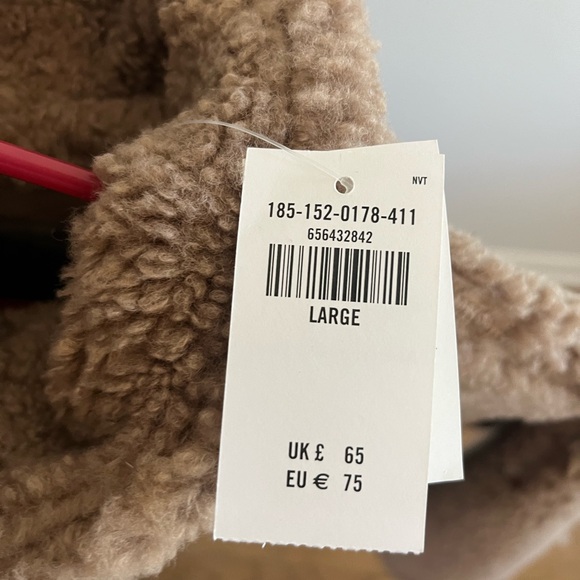 NVT
185-152-0178-411
656432842
LARGE
UK £ 65
EU € 75